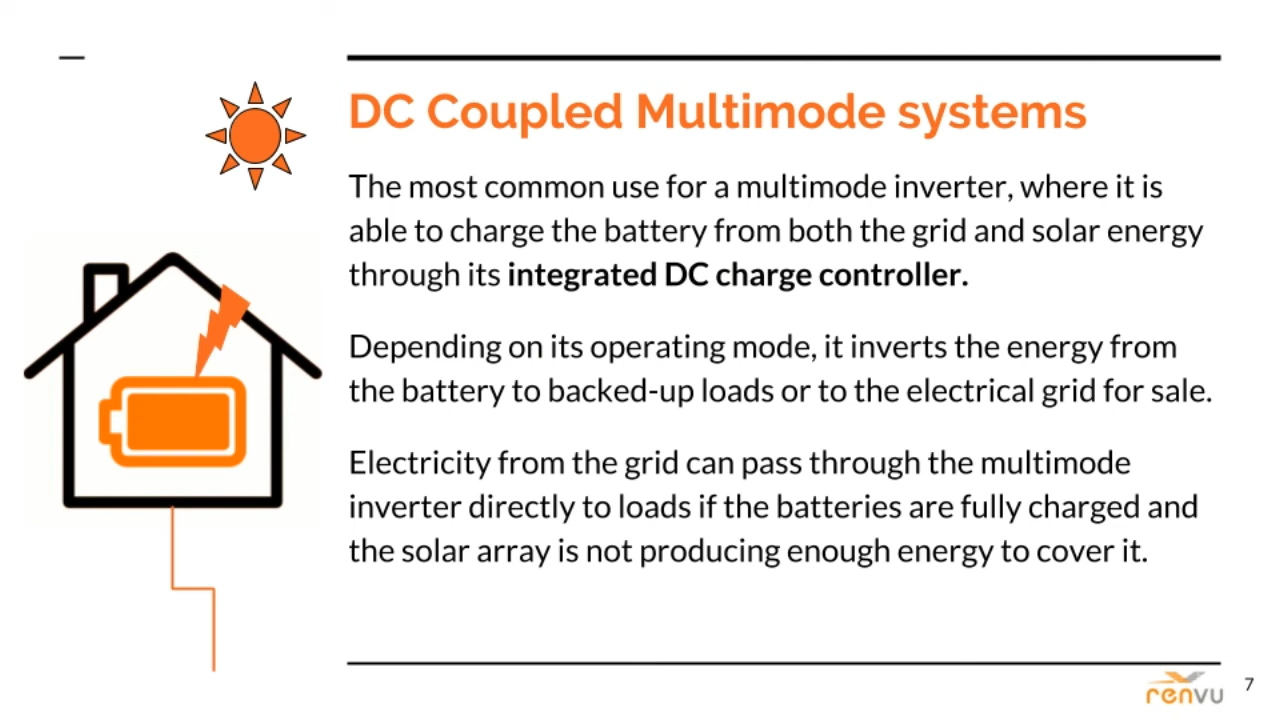 DC Coupled Multimode systems
The most common use for a multimode inverter, where it is
able to charge the battery from both the grid and solar energy
through its integrated DC charge controller.
Depending on its operating mode, it inverts the energy from
the battery to backed-up loads or to the electrical grid for sale.
Electricity from the grid can pass through the multimode
inverter directly to loads if the batteries are fully charged and
the solar array is not producing enough energy to cover it.
renvu
7